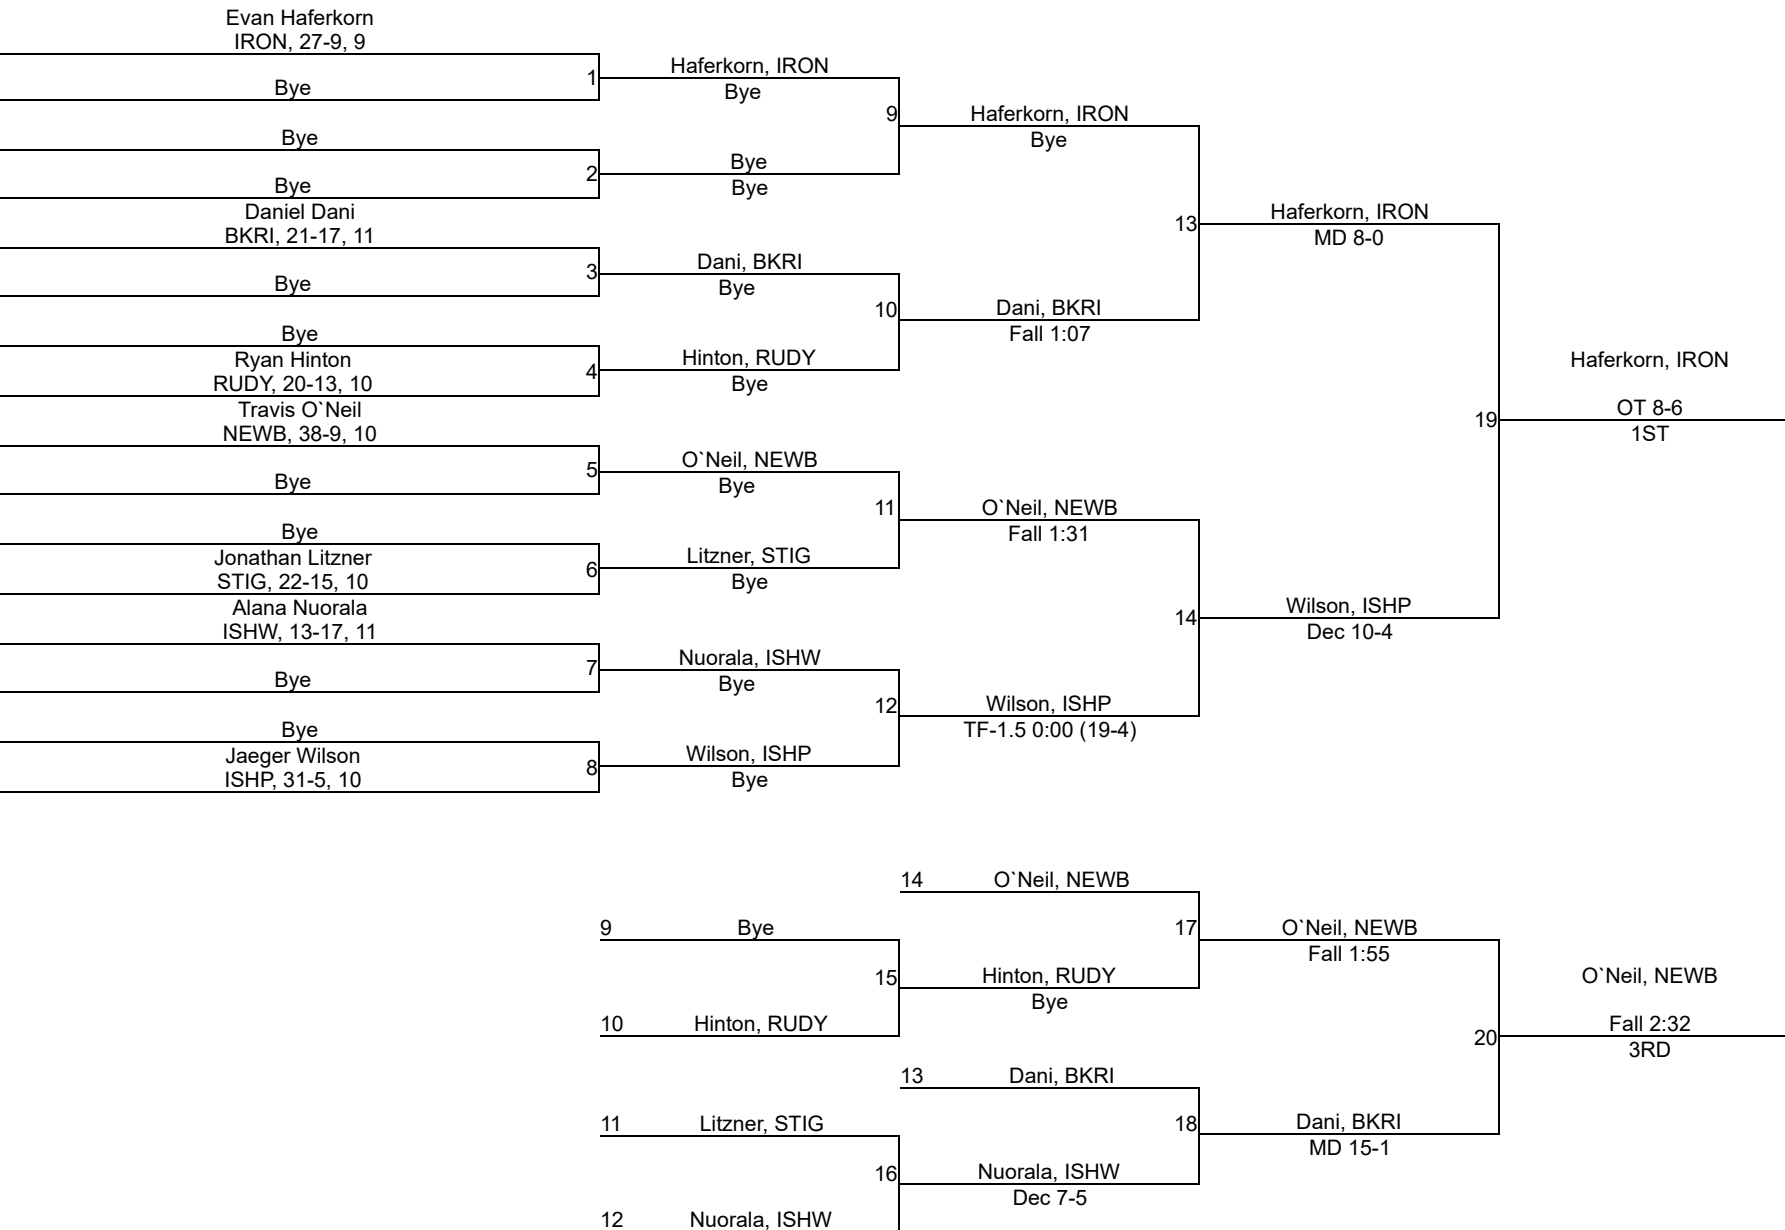 Evan Haferkorn
IRON, 27-9, 9
1
Bye
Haferkorn, IRON
Bye
9
Haferkorn, IRON
Bye
Bye
2
Bye
Bye
Bye
Daniel Dani
BKRI, 21-17, 11
13
Haferkorn, IRON
MD 8-0
3
Bye
Dani, BKRI
Bye
10
Dani, BKRI
Fall 1:07
Bye
Ryan Hinton
RUDY, 20-13, 10
4
Hinton, RUDY
Bye
Haferkorn, IRON
19
OT 8-6
1ST
Travis O`Neil
NEWB, 38-9, 10
5
Bye
O`Neil, NEWB
Bye
11
O`Neil, NEWB
Fall 1:31
Bye
Jonathan Litzner
STIG, 22-15, 10
6
Litzner, STIG
Bye
Alana Nuorala
ISHW, 13-17, 11
14
Wilson, ISHP
Dec 10-4
7
Bye
Nuorala, ISHW
Bye
12
Wilson, ISHP
TF-1.5 0:00 (19-4)
Bye
Jaeger Wilson
ISHP, 31-5, 10
8
Wilson, ISHP
Bye
14 O`Neil, NEWB
9 Bye
17
O`Neil, NEWB
Fall 1:55
15
Hinton, RUDY
Bye
10 Hinton, RUDY
O`Neil, NEWB
20
Fall 2:32
3RD
13 Dani, BKRI
11 Litzner, STIG
18
Dani, BKRI
MD 15-1
16
Nuorala, ISHW
Dec 7-5
12 Nuorala, ISHW